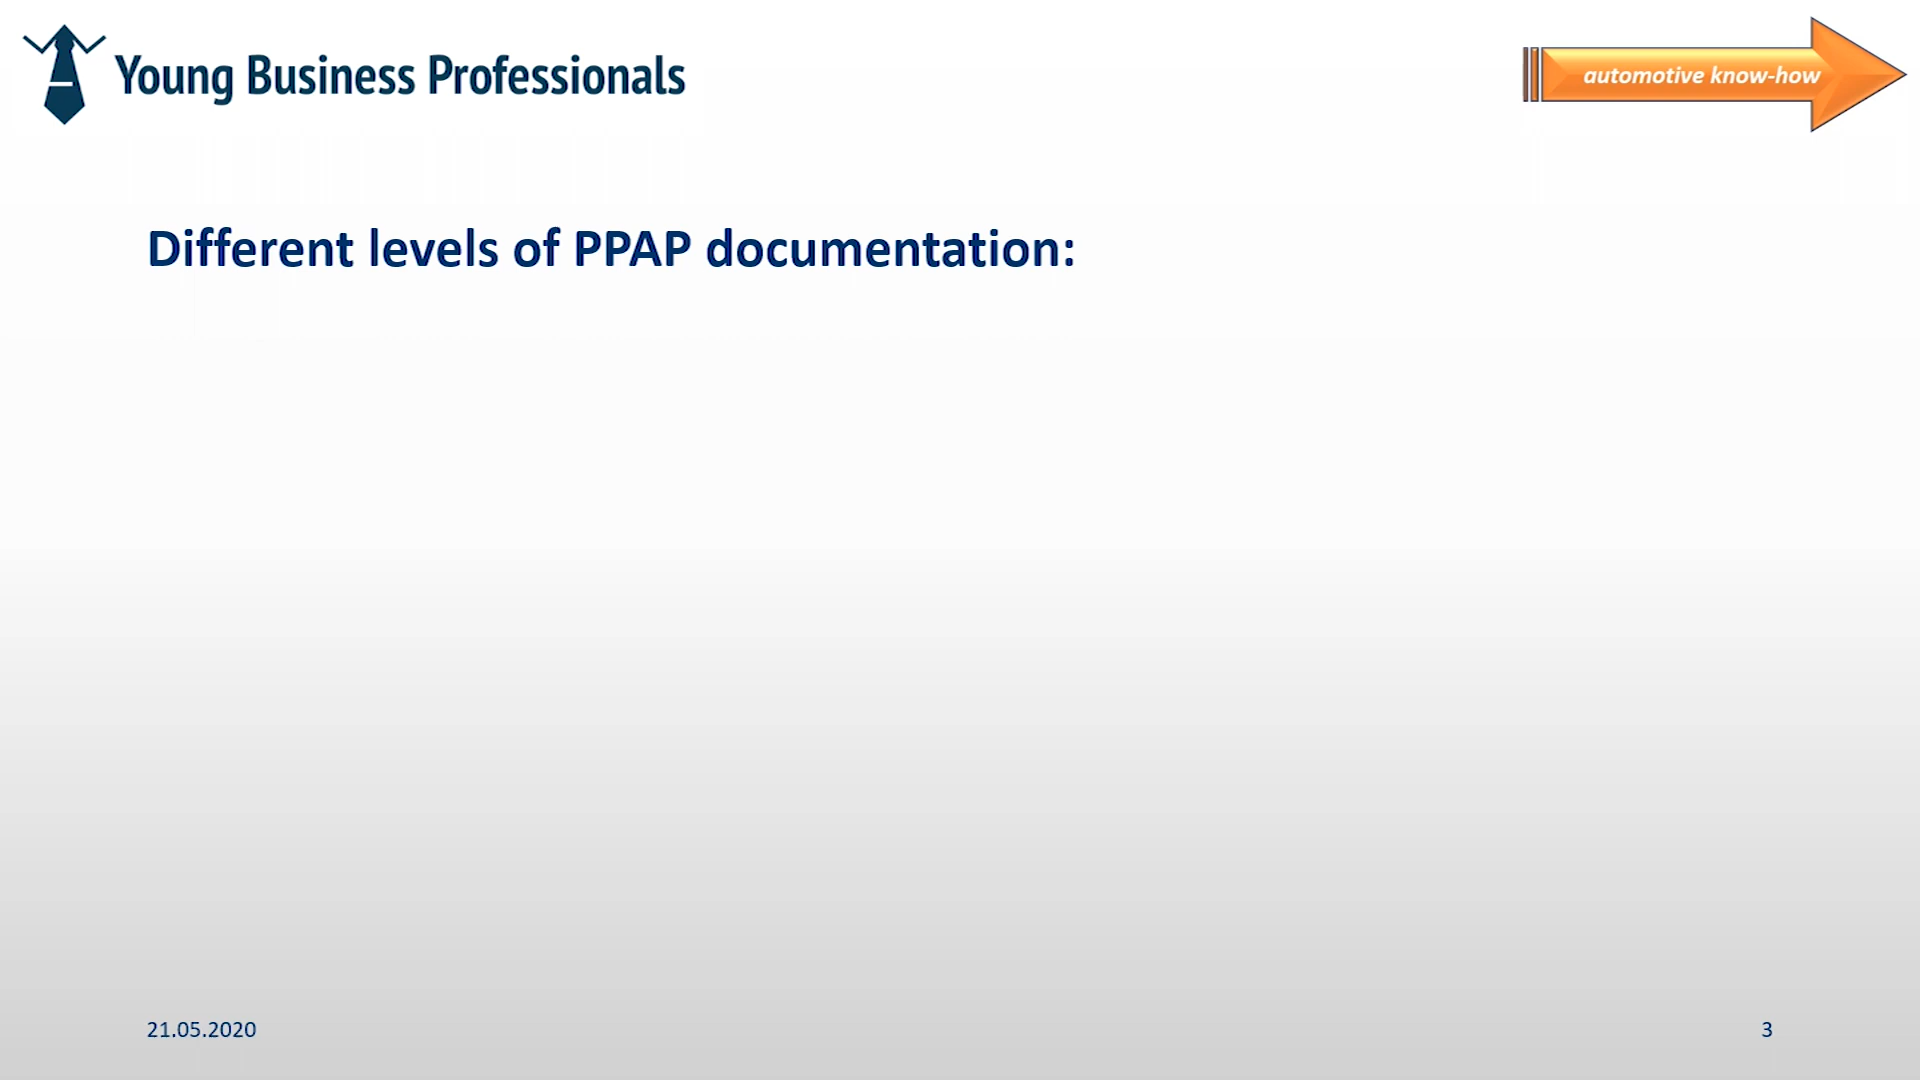 Young Business Professionals
automotive know-how
Different levels of PPAP documentation:
21.05.2020
3